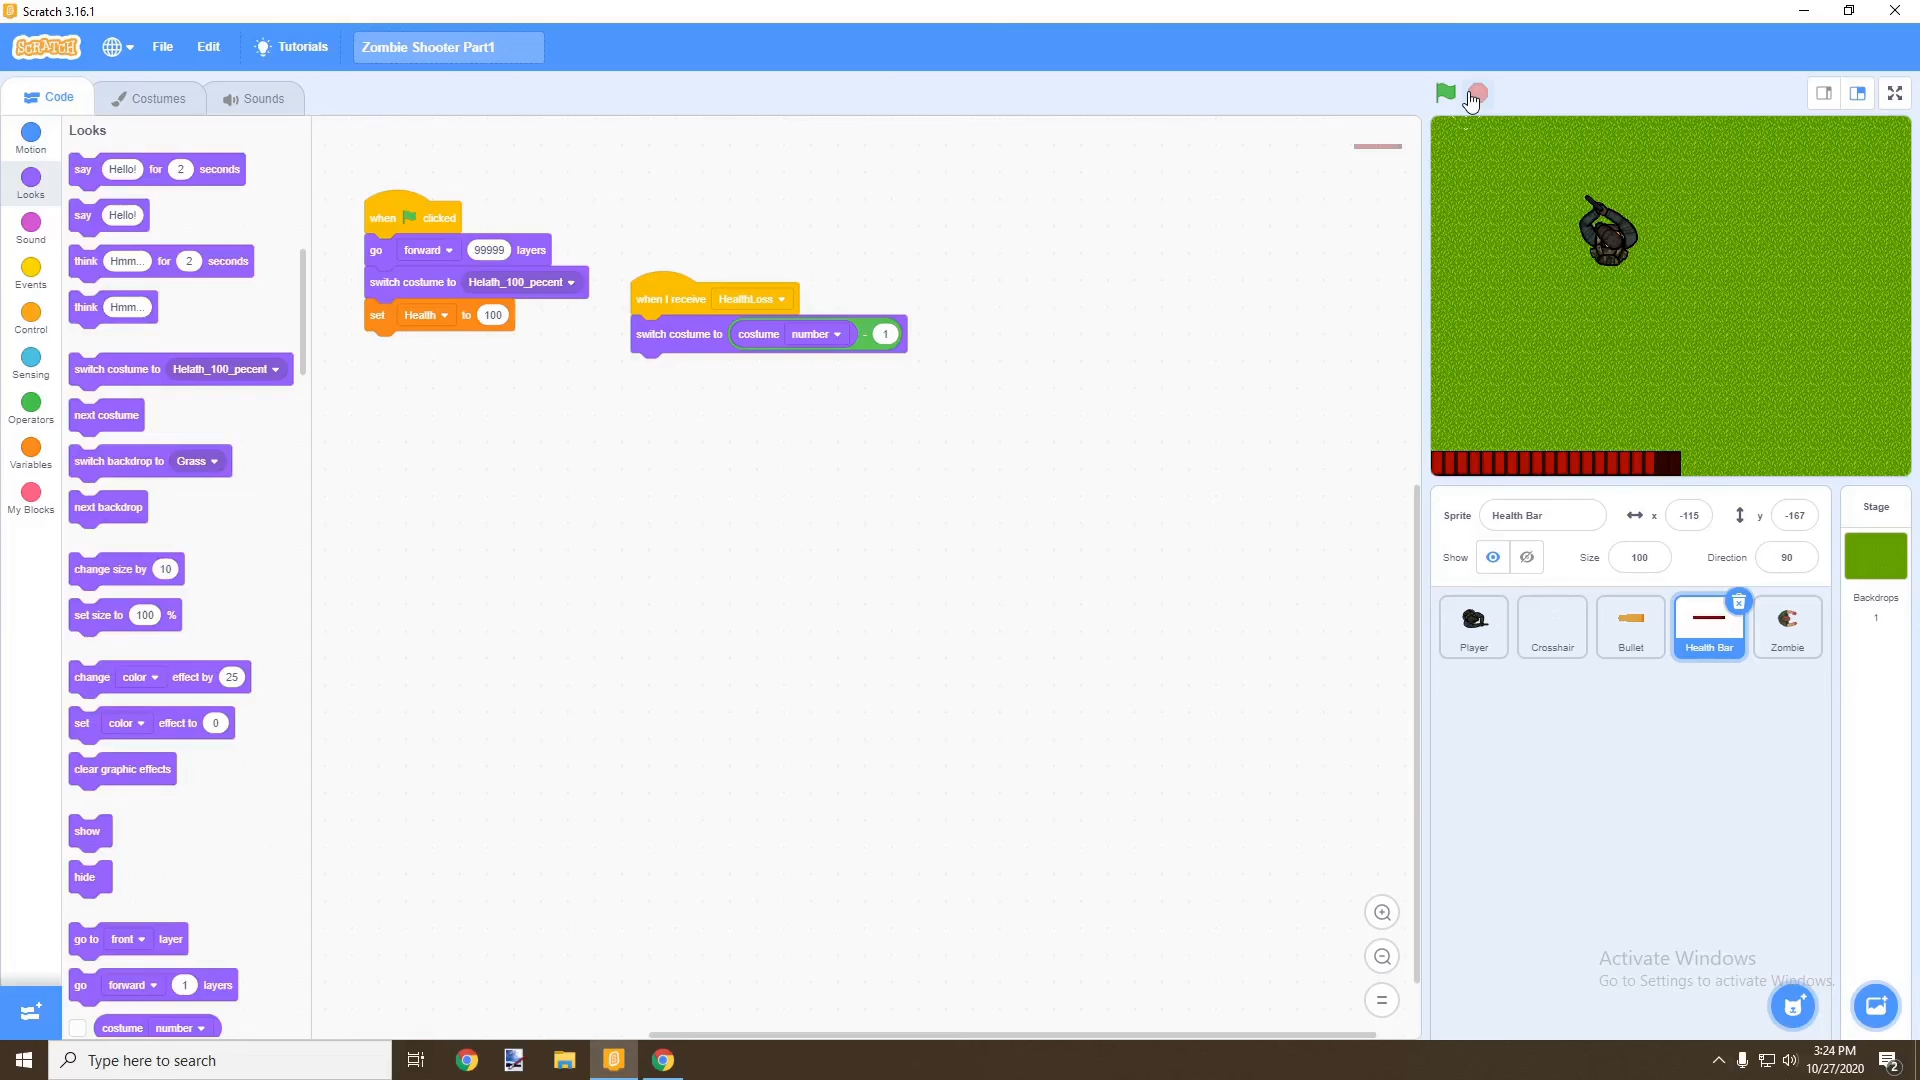 Scratch 3.16.1
SCRATCH
File
Edit
Tutorials
Zombie Shooter Part1
Code
Costumes
Sounds
Motion
Looks
Sound
Events
Control
Sensing
Operators
Variables
My Blocks
Looks
say Hello! for 2 seconds
say Hello!
think Hmm... for 2 seconds
think Hmm...
switch costume to Helath_100_pecent
next costume
switch backdrop to Grass
next backdrop
change size by 10
set size to 100 %
change color effect by 25
set color effect to 0
clear graphic effects
show
hide
go to front layer
go forward 1 layers
costume number
when clicked
go forward 99999 layers
switch costume to Helath_100_pecent
set Health to 100
when I receive HealthLoss
switch costume to costume number - 1
Sprite Health Bar x -115 y -167
Show Size 100 Direction 90
Player
Crosshair
Bullet
Health Bar
Zombie
Stage
Backdrops
1
Activate Windows
Go to Settings to activate Windows.
Type here to search
3:24 PM
10/27/2020
2